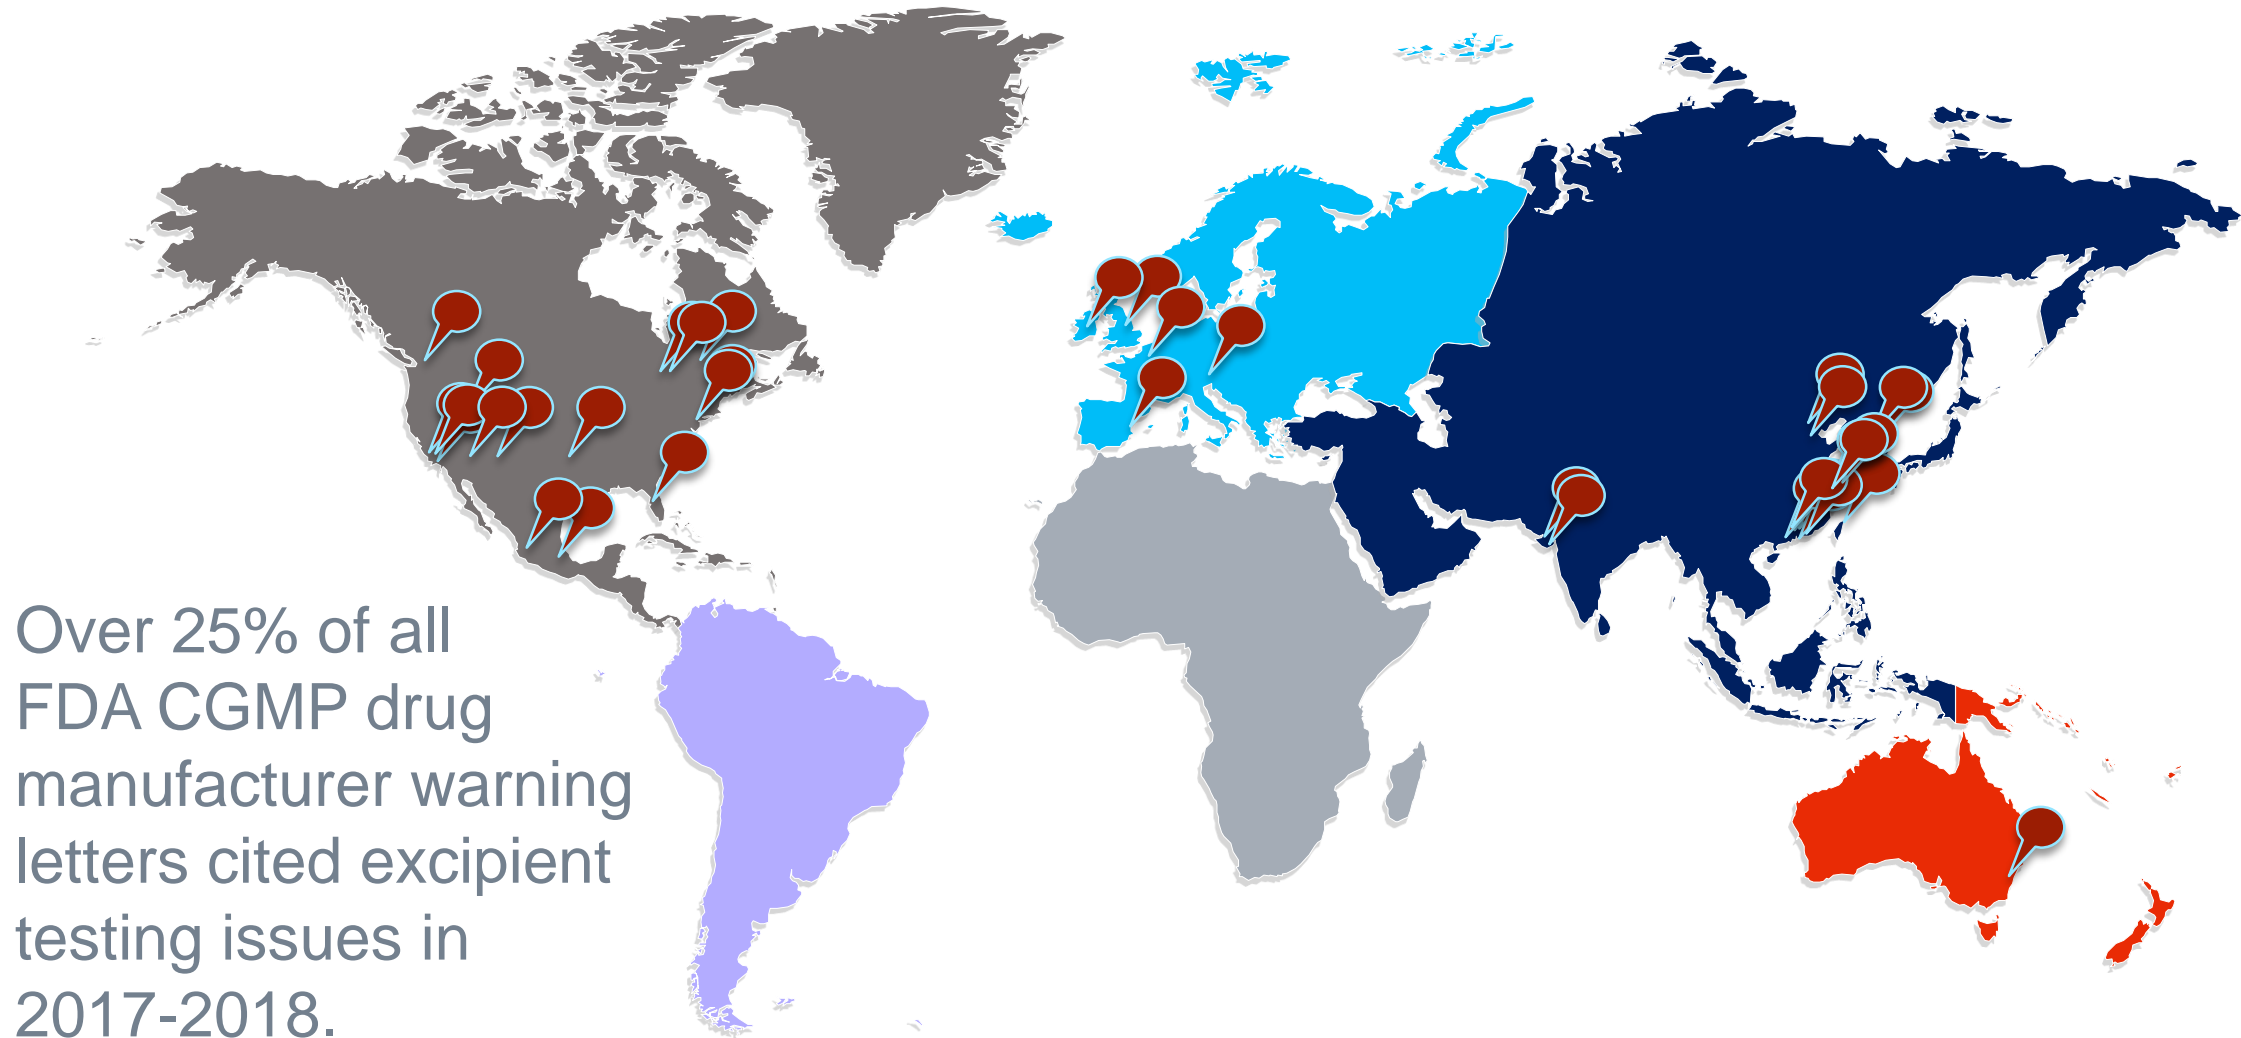 Over 25% of all
FDA CGMP drug
manufacturer warning
letters cited excipient
testing issues in
2017-2018.